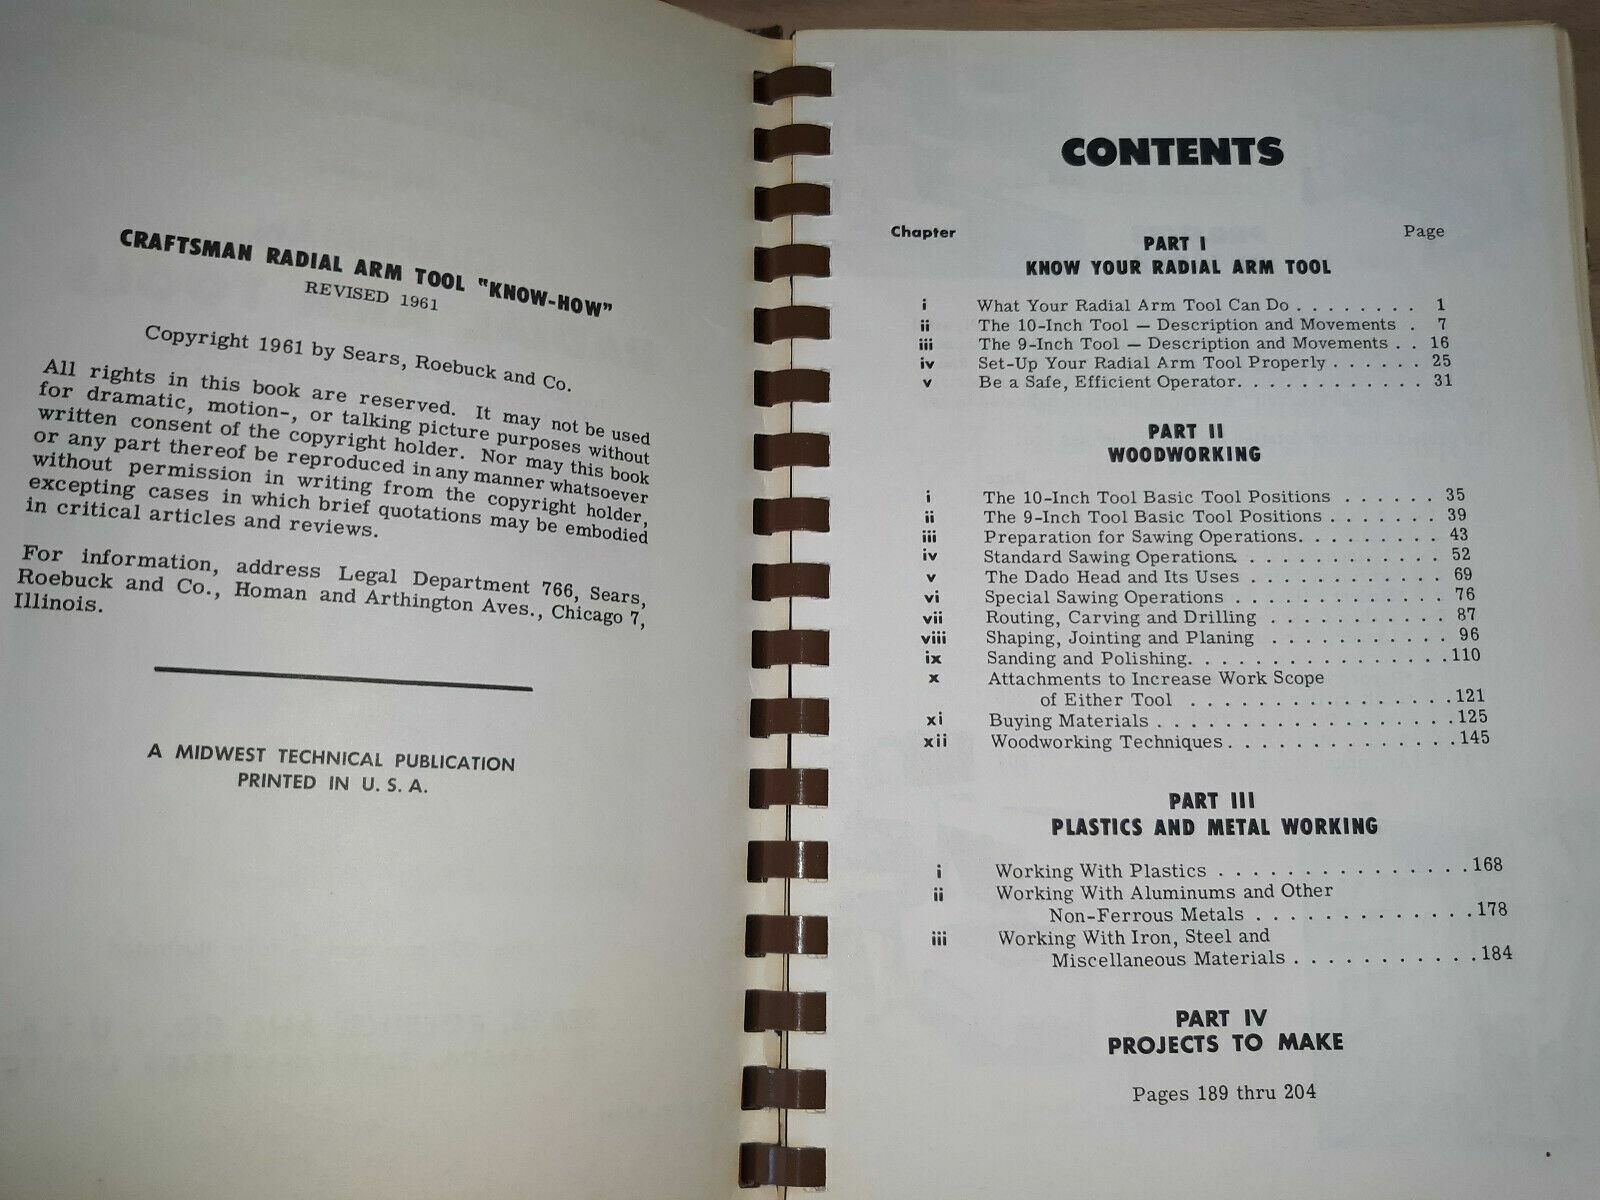 CRAFTSMAN RADIAL ARM TOOL "KNOW-HOW"
REVISED 1961
Copyright 1961 by Sears, Roebuck and Co.
All rights in this book are reserved. It may not be used
for dramatic, motion-, or talking picture purposes without
written consent of the copyright holder. Nor may this book
or any part thereof be reproduced in any manner whatsoever
without permission in writing from the copyright holder,
excepting cases in which brief quotations may be embodied
in critical articles and reviews.
For information, address Legal Department 766, Sears,
Roebuck and Co., Homan and Arthington Aves., Chicago 7,
Illinois.
A MIDWEST TECHNICAL PUBLICATION
PRINTED IN U. S. A.
CONTENTS
Chapter Page
PART I
KNOW YOUR RADIAL ARM TOOL
i What Your Radial Arm Tool Can Do . . . . . . . . 1
ii The 10-Inch Tool — Description and Movements . 7
iii The 9-Inch Tool — Description and Movements . . 16
iv Set-Up Your Radial Arm Tool Properly . . . . . . 25
v Be a Safe, Efficient Operator. . . . . . . . . . . . 31
PART II
WOODWORKING
i The 10-Inch Tool Basic Tool Positions . . . . . . 35
ii The 9-Inch Tool Basic Tool Positions . . . . . . . 39
iii Preparation for Sawing Operations. . . . . . . . . 43
iv Standard Sawing Operations. . . . . . . . . . . . . 52
v The Dado Head and Its Uses . . . . . . . . . . . . 69
vi Special Sawing Operations . . . . . . . . . . . . . 76
vii Routing, Carving and Drilling . . . . . . . . . . . 87
viii Shaping, Jointing and Planing . . . . . . . . . . . 96
ix Sanding and Polishing. . . . . . . . . . . . . . . . 110
x Attachments to Increase Work Scope
of Either Tool . . . . . . . . . . . . . . . . 121
xi Buying Materials . . . . . . . . . . . . . . . . . . 125
xii Woodworking Techniques. . . . . . . . . . . . . . 145
PART III
PLASTICS AND METAL WORKING
i Working With Plastics . . . . . . . . . . . . . . . 168
ii Working With Aluminums and Other
Non-Ferrous Metals . . . . . . . . . . . . . 178
iii Working With Iron, Steel and
Miscellaneous Materials . . . . . . . . . . . 184
PART IV
PROJECTS TO MAKE
Pages 189 thru 204